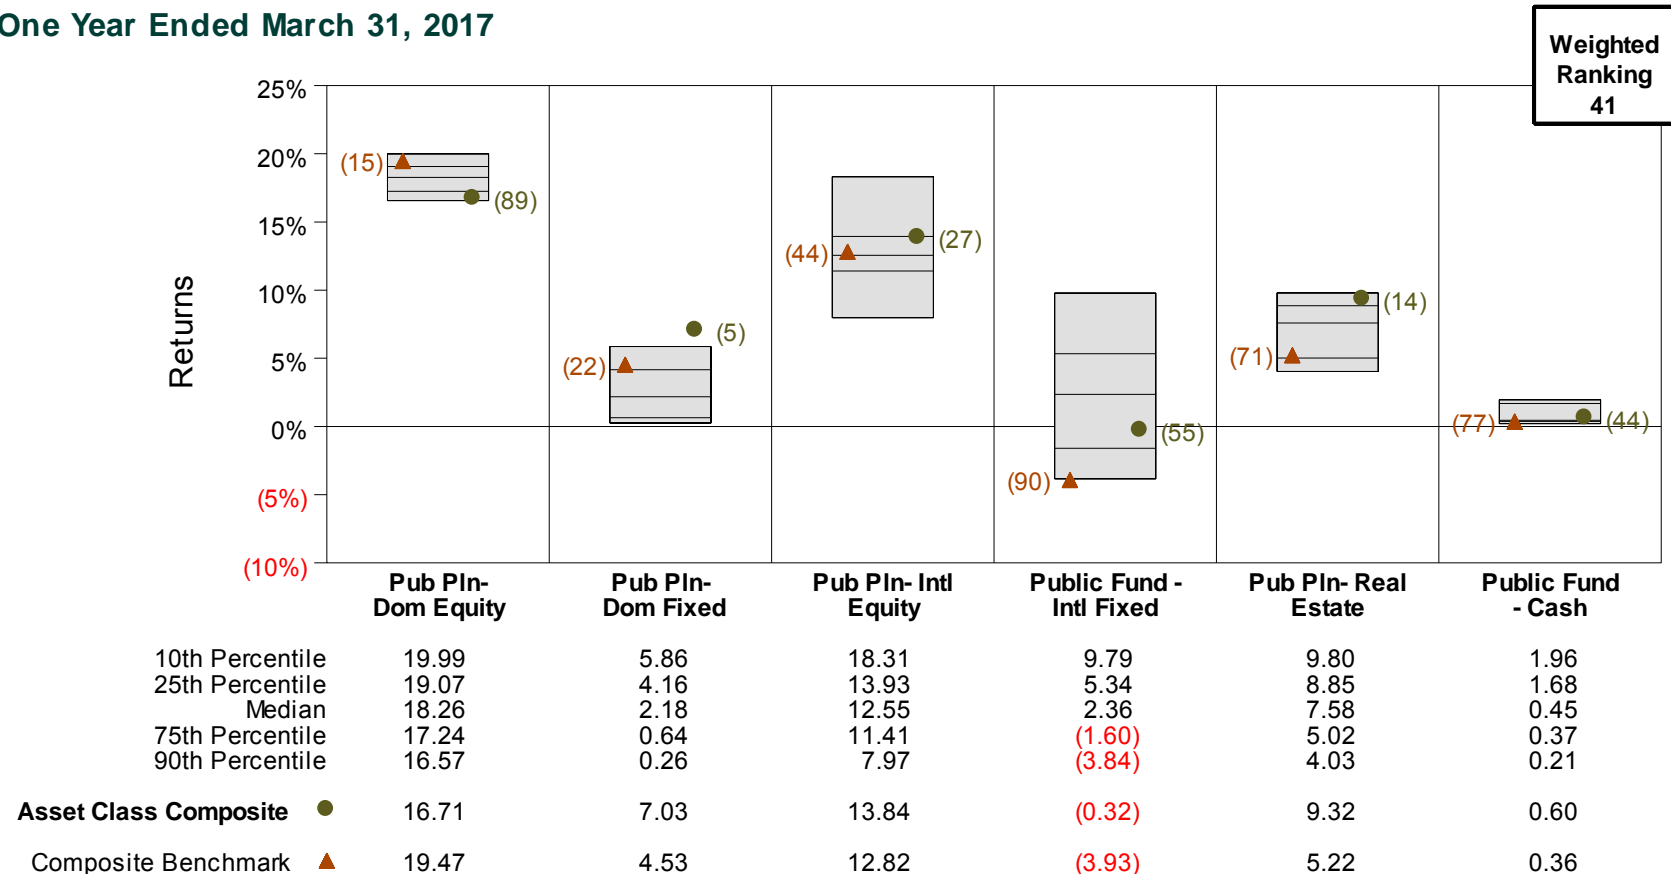 One Year Ended March 31, 2017
Weighted
Ranking
41
Returns
25%
20%
15%
10%
5%
0%
(5%)
(10%)
(15)
(89)
(22)
(5)
(44)
(27)
(90)
(55)
(71)
(14)
(77)
(44)
Pub Pln- Dom Equity
Pub Pln- Dom Fixed
Pub Pln- Intl Equity
Public Fund - Intl Fixed
Pub Pln- Real Estate
Public Fund - Cash
10th Percentile 19.99 5.86 18.31 9.79 9.80 1.96
25th Percentile 19.07 4.16 13.93 5.34 8.85 1.68
Median 18.26 2.18 12.55 2.36 7.58 0.45
75th Percentile 17.24 0.64 11.41 (1.60) 5.02 0.37
90th Percentile 16.57 0.26 7.97 (3.84) 4.03 0.21
Asset Class Composite 16.71 7.03 13.84 (0.32) 9.32 0.60
Composite Benchmark 19.47 4.53 12.82 (3.93) 5.22 0.36